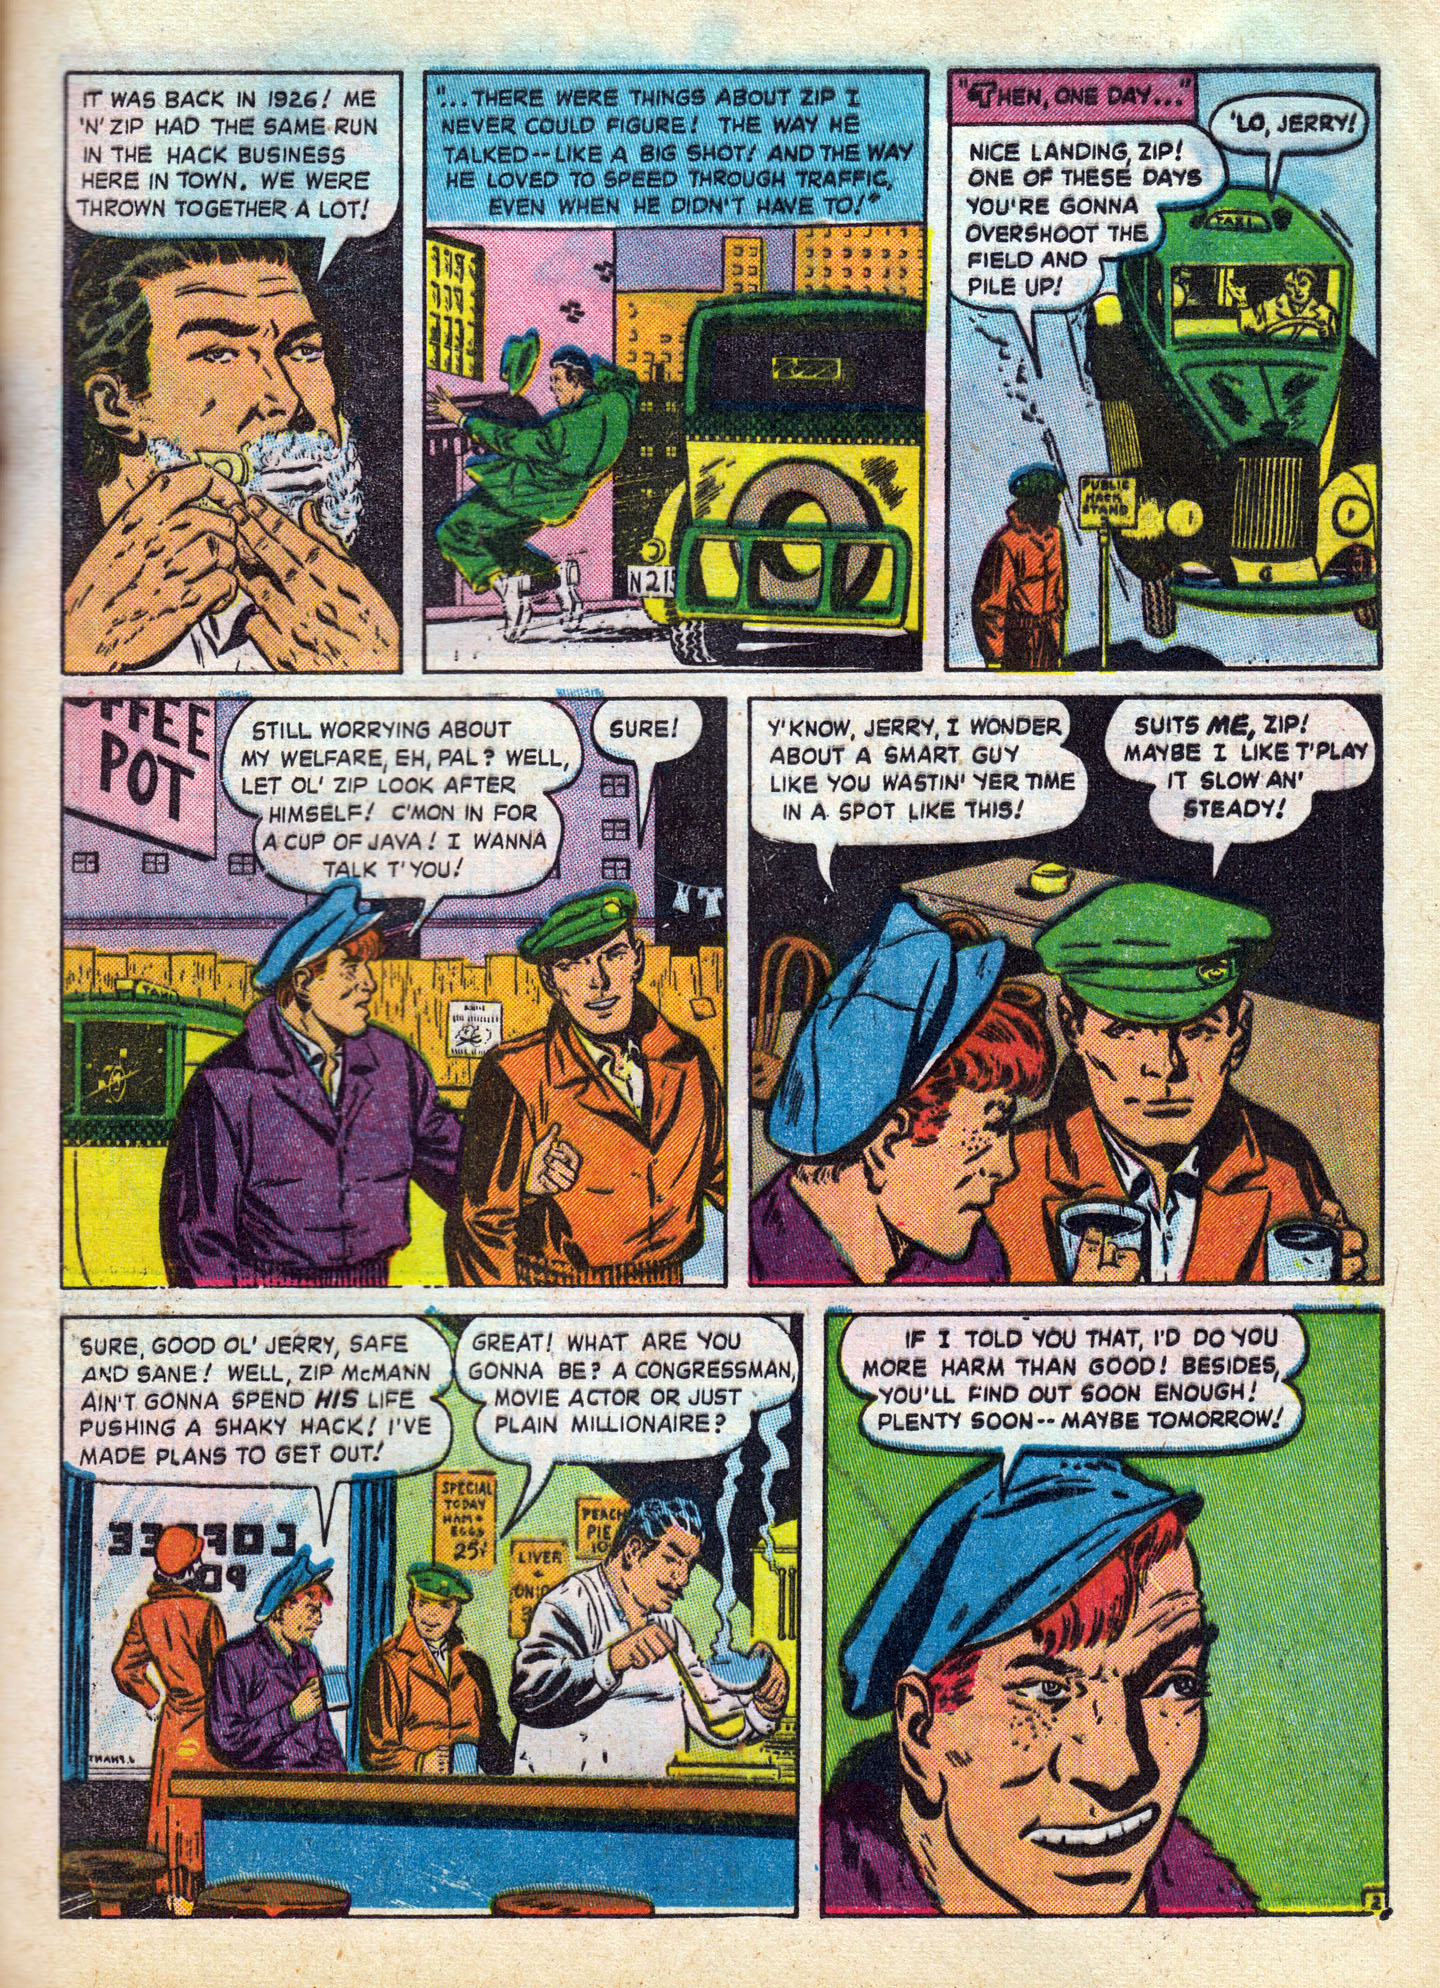 IT WAS BACK IN 1926! ME
'N' ZIP HAD THE SAME RUN
IN THE HACK BUSINESS
HERE IN TOWN. WE WERE
THROWN TOGETHER A LOT!
"...THERE WERE THINGS ABOUT ZIP I
NEVER COULD FIGURE! THE WAY HE
TALKED--LIKE A BIG SHOT! AND THE WAY
HE LOVED TO SPEED THROUGH TRAFFIC,
EVEN WHEN HE DIDN'T HAVE TO!"
N215
"THEN, ONE DAY..."
NICE LANDING, ZIP!
ONE OF THESE DAYS
YOU'RE GONNA
OVERSHOOT THE
FIELD AND
PILE UP!
'LO, JERRY!
TAXI
PUBLIC
HACK
STAND
OFFEE
POT
STILL WORRYING ABOUT
MY WELFARE, EH, PAL? WELL,
LET OL' ZIP LOOK AFTER
HIMSELF! C'MON IN FOR
A CUP OF JAVA! I WANNA
TALK T'YOU!
SURE!
TAXI
Y'KNOW, JERRY, I WONDER
ABOUT A SMART GUY
LIKE YOU WASTIN' YER TIME
IN A SPOT LIKE THIS!
SUITS ME, ZIP!
MAYBE I LIKE T'PLAY
IT SLOW AN'
STEADY!
SURE, GOOD OL' JERRY, SAFE
AND SANE! WELL, ZIP McMANN
AIN'T GONNA SPEND HIS LIFE
PUSHING A SHAKY HACK! I'VE
MADE PLANS TO GET OUT!
GREAT! WHAT ARE YOU
GONNA BE? A CONGRESSMAN,
MOVIE ACTOR OR JUST
PLAIN MILLIONAIRE?
COFFEE
PO
SPECIAL
TODAY
HAM &
EGGS
25¢
LIVER
&
ONIO
PEACH
PIE
10
IF I TOLD YOU THAT, I'D DO YOU
MORE HARM THAN GOOD! BESIDES,
YOU'LL FIND OUT SOON ENOUGH!
PLENTY SOON--MAYBE TOMORROW!
2